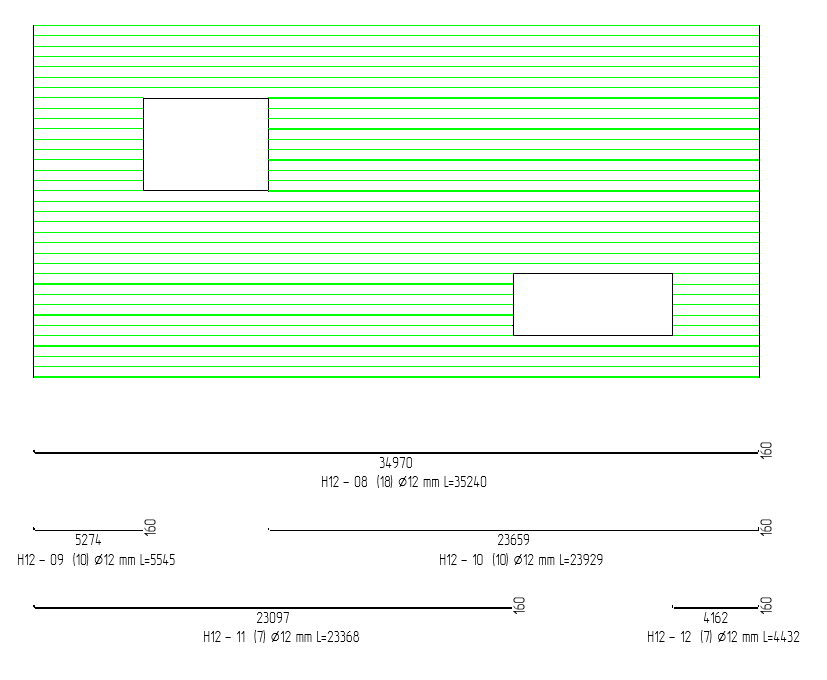 160
34970
H12 - 08 (18) Ø12 mm L=35240
160
160
5274
23659
H12 - 09 (10) Ø12 mm L=5545
H12 - 10 (10) Ø12 mm L=23929
160
160
23097
4162
H12 - 11 (7) Ø12 mm L=23368
H12 - 12 (7) Ø12 mm L=4432